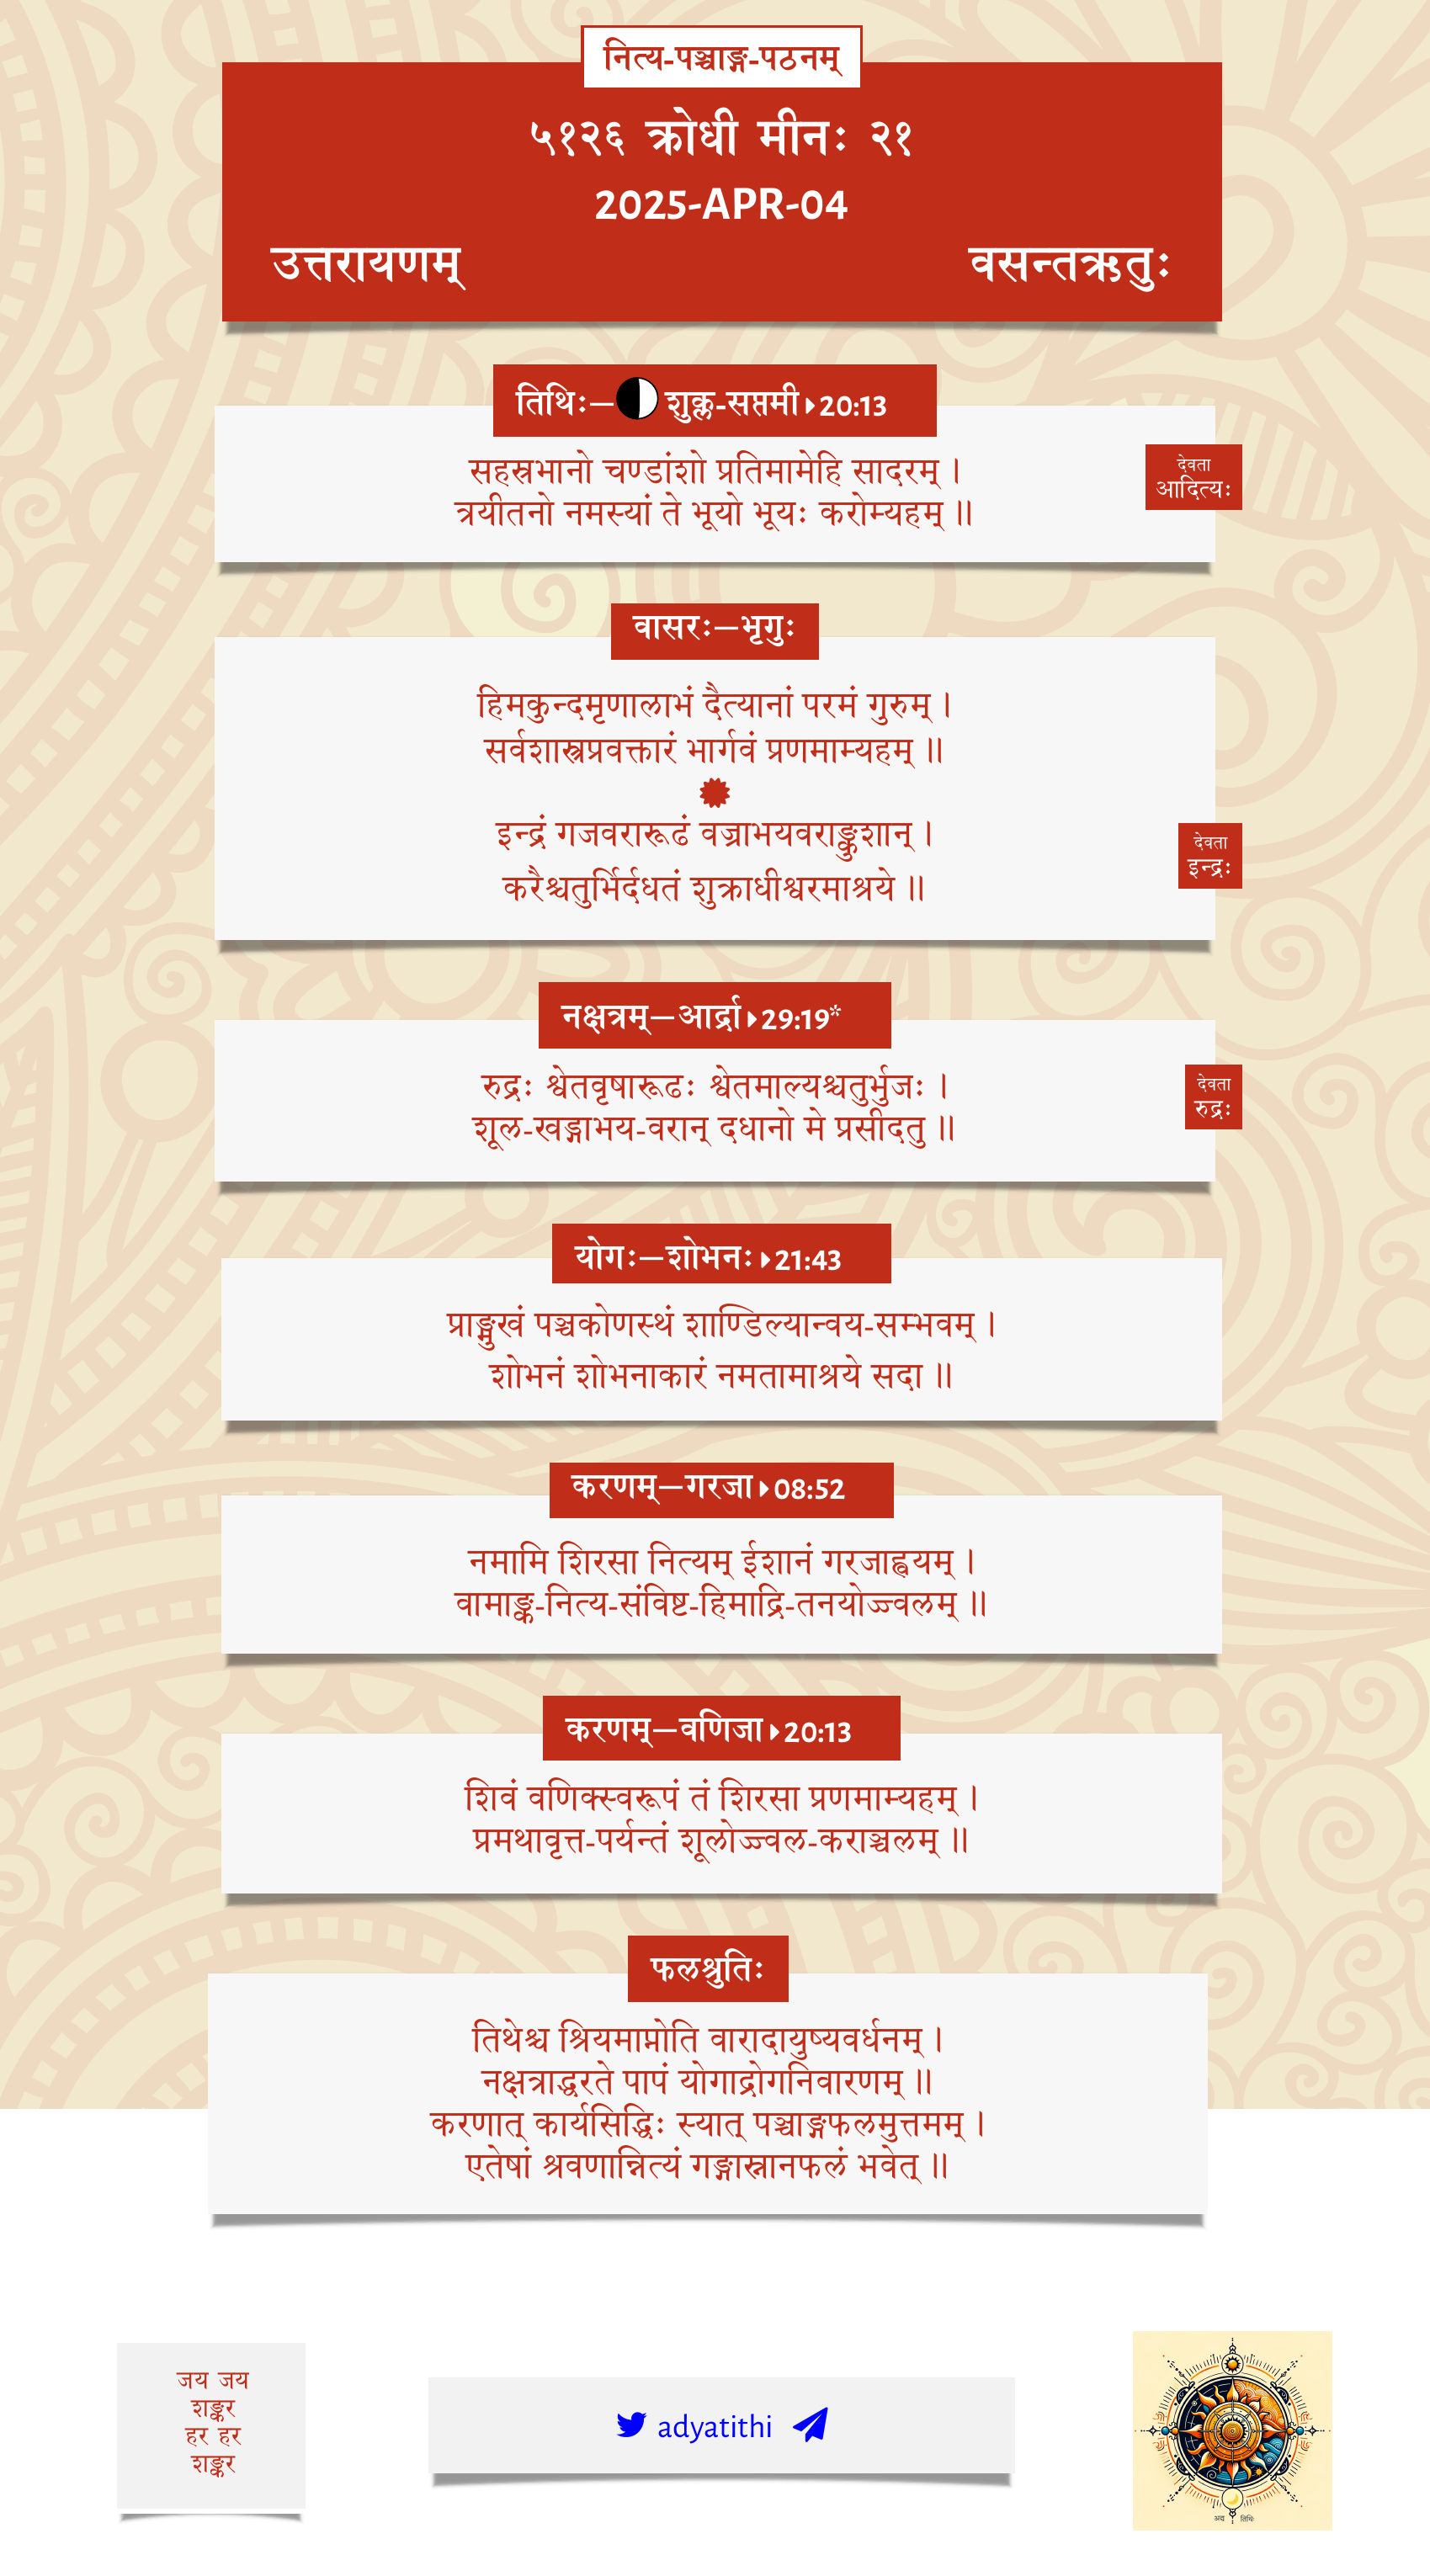 नित्य-पञ्चाङ्ग-पठनम्
५१२६ क्रोधी मीनः २१
2025-APR-04
उत्तरायणम्
वसन्तऋतुः
तिथिः—शुक्ल-सप्तमी 20:13
सहस्रभानो चण्डांशो प्रतिमामेहि सादरम् ।
त्रयीतनो नमस्यां ते भूयो भूयः करोम्यहम् ॥
देवता
आदित्यः
वासरः—भृगुः
हिमकुन्दमृणालाभं दैत्यानां परमं गुरुम् ।
सर्वशास्त्रप्रवक्तारं भार्गवं प्रणमाम्यहम् ॥
इन्द्रं गजवरारूढं वज्राभयवराङ्कुशान् ।
करैश्चतुर्भिर्दधतं शुक्राधीश्वरमाश्रये ॥
देवता
इन्द्रः
नक्षत्रम्—आर्द्रा 29:19*
रुद्रः श्वेतवृषारूढः श्वेतमाल्यश्चतुर्भुजः ।
शूल-खङ्गाभय-वरान् दधानो मे प्रसीदतु ॥
देवता
रुद्रः
योगः—शोभनः 21:43
प्राङ्मुखं पञ्चकोणस्थं शाण्डिल्यान्वय-सम्भवम् ।
शोभनं शोभनाकारं नमतामाश्रये सदा ॥
करणम्—गरजा 08:52
नमामि शिरसा नित्यम् ईशानं गरजाह्वयम् ।
वामाङ्क-नित्य-संविष्ट-हिमाद्रि-तनयोज्ज्वलम् ॥
करणम्—वणिजा 20:13
शिवं वणिक्स्वरूपं तं शिरसा प्रणमाम्यहम् ।
प्रमथावृत्त-पर्यन्तं शूलोज्ज्वल-कराञ्चलम् ॥
फलश्रुतिः
तिथेश्च श्रियमाप्नोति वारादायुष्यवर्धनम् ।
नक्षत्राद्धरते पापं योगाद्रोगनिवारणम् ॥
करणात् कार्यसिद्धिः स्यात् पञ्चाङ्गफलमुत्तमम् ।
एतेषां श्रवणान्नित्यं गङ्गास्नानफलं भवेत् ॥
जय जय
शङ्कर
हर हर
शङ्कर
adyatithi
अद्य तिथिः